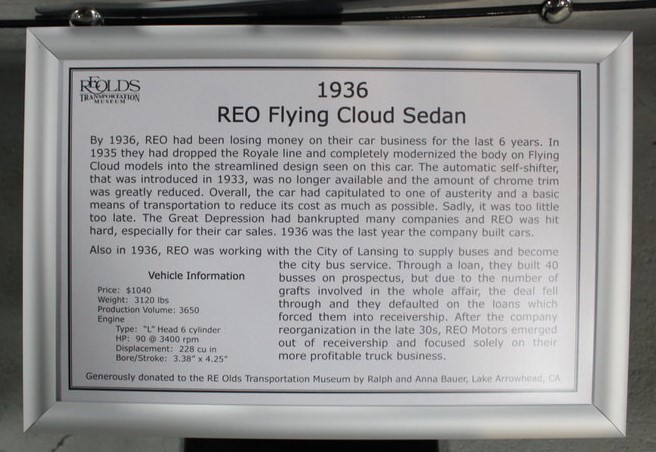 REOLDS
TRANSPORTATION
MUSEUM
1936
REO Flying Cloud Sedan
By 1936, REO had been losing money on their car business for the last 6 years. In
1935 they had dropped the Royale line and completely modernized the body on Flying
Cloud models into the streamlined design seen on this car. The automatic self-shifter,
that was introduced in 1933, was no longer available and the amount of chrome trim
was greatly reduced. Overall, the car had capitulated to one of austerity and a basic
means of transportation to reduce its cost as much as possible. Sadly, it was too little
too late. The Great Depression had bankrupted many companies and REO was hit
hard, especially for their car sales. 1936 was the last year the company built cars.
Also in 1936, REO was working with the City of Lansing to supply buses and become
the city bus service. Through a loan, they built 40
busses on prospectus, but due to the number of
grafts involved in the whole affair, the deal fell
through and they defaulted on the loans which
forced them into receivership. After the company
reorganization in the late 30s, REO Motors emerged
out of receivership and focused solely on their
more profitable truck business.
Vehicle Information
Price: $1040
Weight: 3120 lbs
Production Volume: 3650
Engine
Type: "L" Head 6 cylinder
HP: 90 @ 3400 rpm
Displacement: 228 cu in
Bore/Stroke: 3.38" x 4.25"
Generously donated to the RE Olds Transportation Museum by Ralph and Anna Bauer, Lake Arrowhead, CA